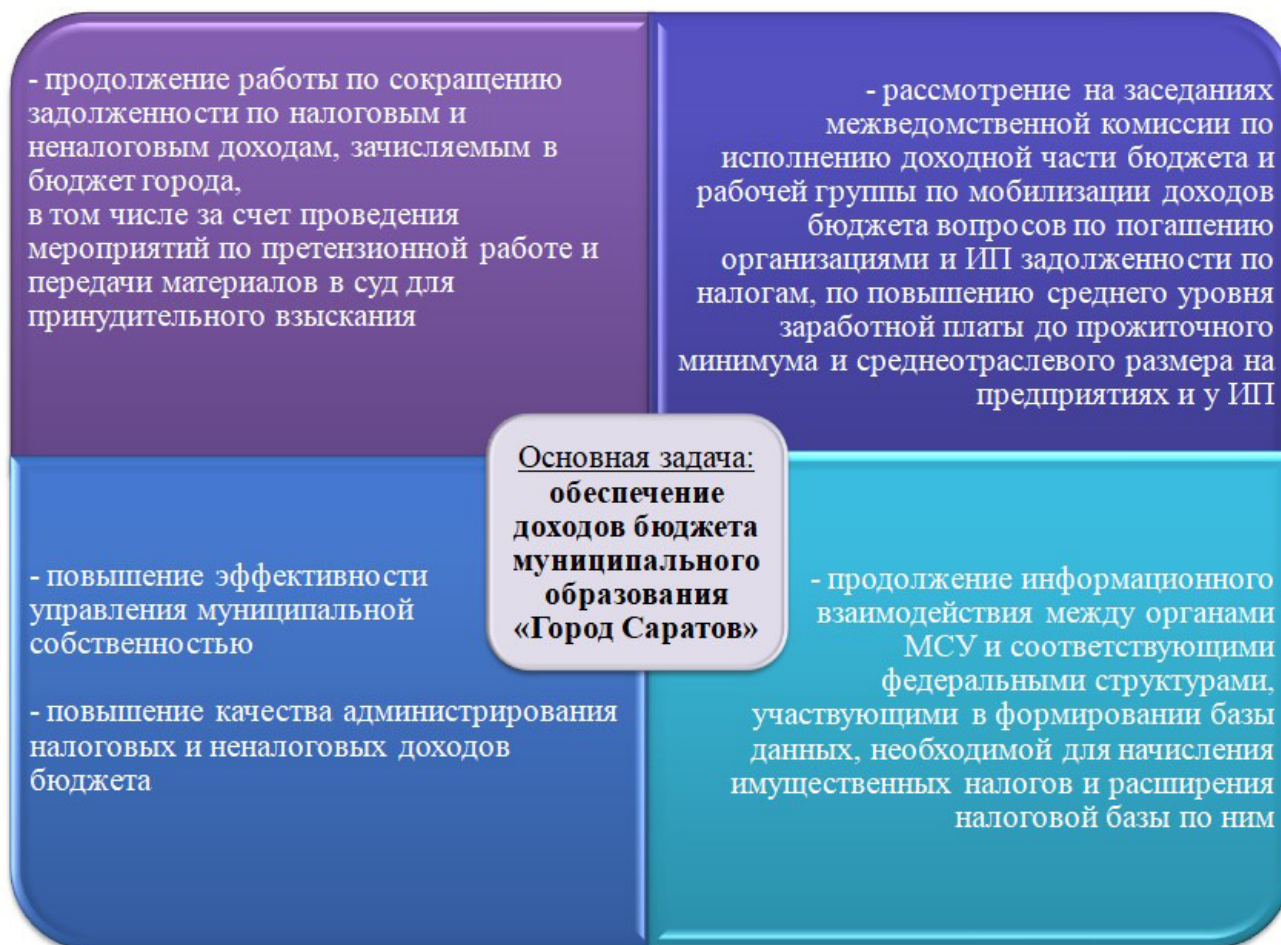 - продолжение работы по сокращению
задолженности по налоговым и
неналоговым доходам, зачисляемым в
бюджет города,
в том числе за счет проведения
мероприятий по претензионной работе и
передачи материалов в суд для
принудительного взыскания
- рассмотрение на заседаниях
межведомственной комиссии по
исполнению доходной части бюджета и
рабочей группы по мобилизации доходов
бюджета вопросов по погашению
организациями и ИП задолженности по
налогам, по повышению среднего уровня
заработной платы до прожиточного
минимума и среднеотраслевого размера на
предприятиях и у ИП
Основная задача:
обеспечение
доходов бюджета
муниципального
образования
«Город Саратов»
- повышение эффективности
управления муниципальной
собственностью
- повышение качества администрирования
налоговых и неналоговых доходов
бюджета
- продолжение информационного
взаимодействия между органами
МСУ и соответствующими
федеральными структурами,
участвующими в формировании базы
данных, необходимой для начисления
имущественных налогов и расширения
налоговой базы по ним